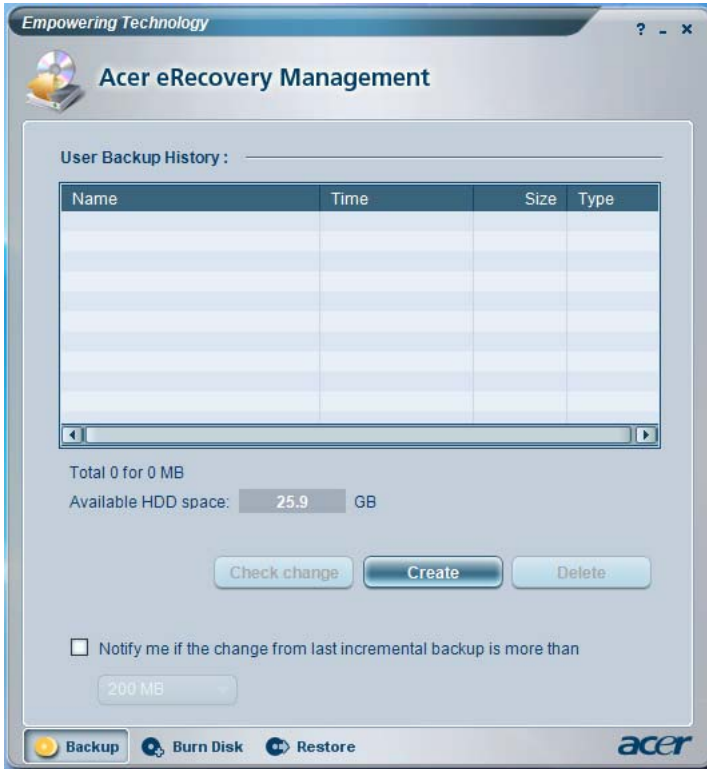 Empowering Technology
? - ×
Acer eRecovery Management
User Backup History :
Name Time Size Type
Total 0 for 0 MB
Available HDD space: 25.9 GB
Check change Create Delete
Notify me if the change from last incremental backup is more than
200 MB
Backup Burn Disk Restore acer